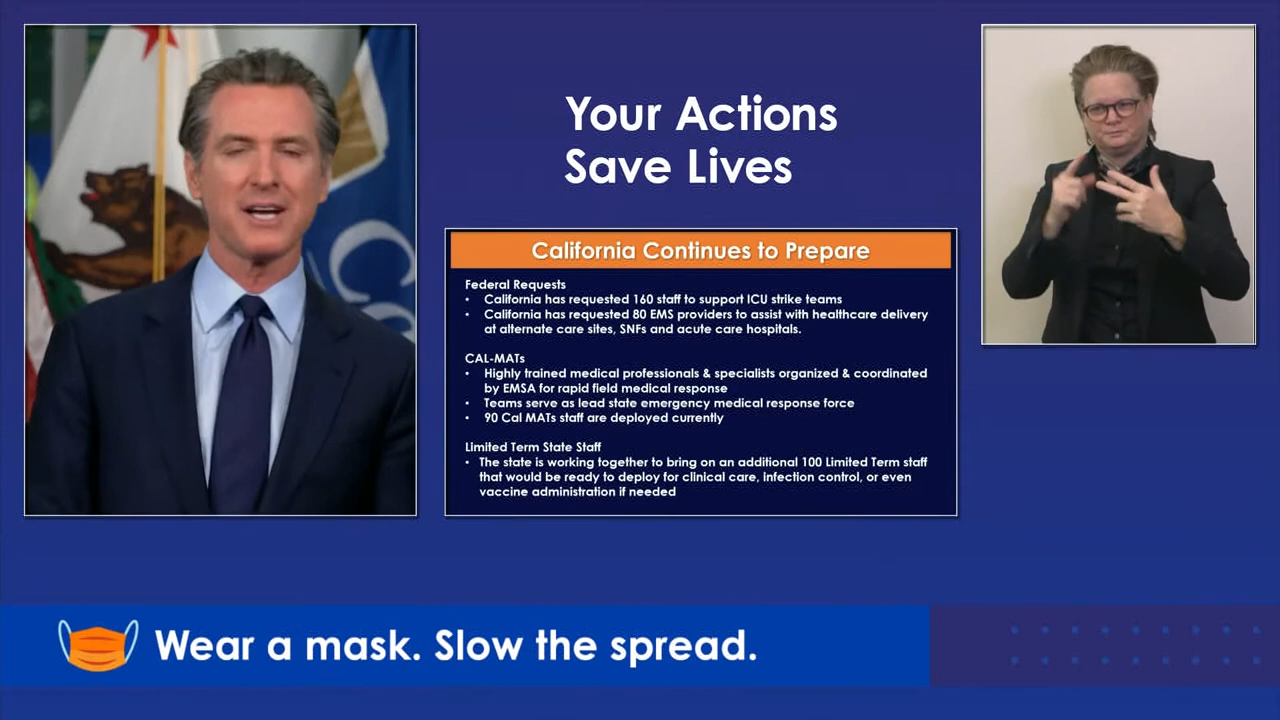 Your Actions
Save Lives
California Continues to Prepare
Federal Requests
• California has requested 160 staff to support ICU strike teams
• California has requested 80 EMS providers to assist with healthcare delivery
at alternate care sites, SNFs and acute care hospitals.
CAL-MATs
• Highly trained medical professionals & specialists organized & coordinated
by EMSA for rapid field medical response
• Teams serve as lead state emergency medical response force
• 90 Cal MATs staff are deployed currently
Limited Term State Staff
• The state is working together to bring on an additional 100 Limited Term staff
that would be ready to deploy for clinical care, infection control, or even
vaccine administration if needed
Wear a mask. Slow the spread.